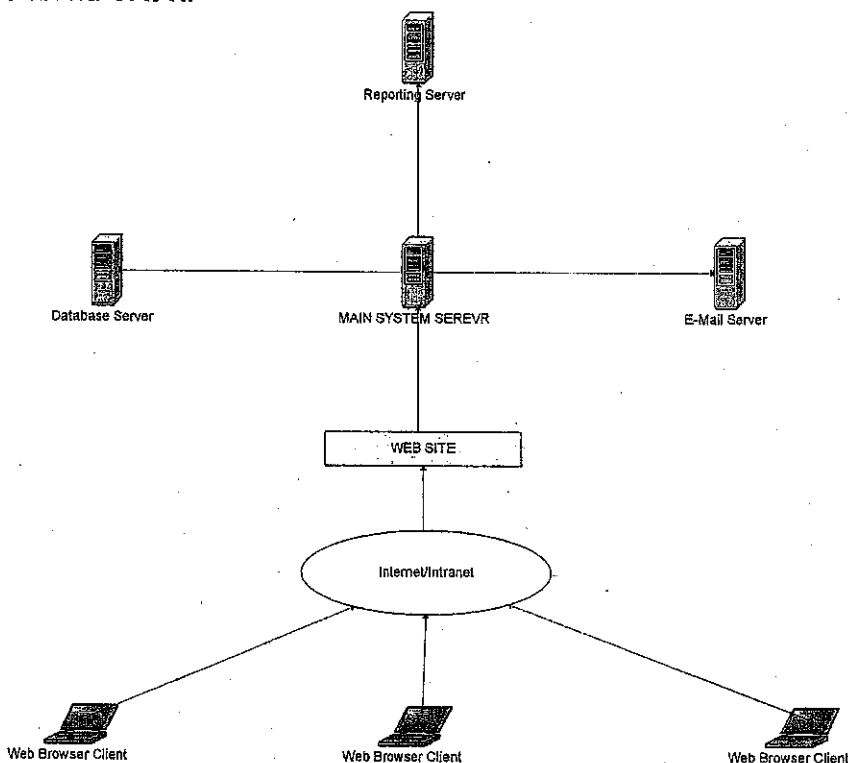 Reporting Server
Database Server
MAIN SYSTEM SEREVR
E-Mail Server
WEB SITE
Internet/Intranet
Web Browser Client
Web Browser Client
Web Browser Client